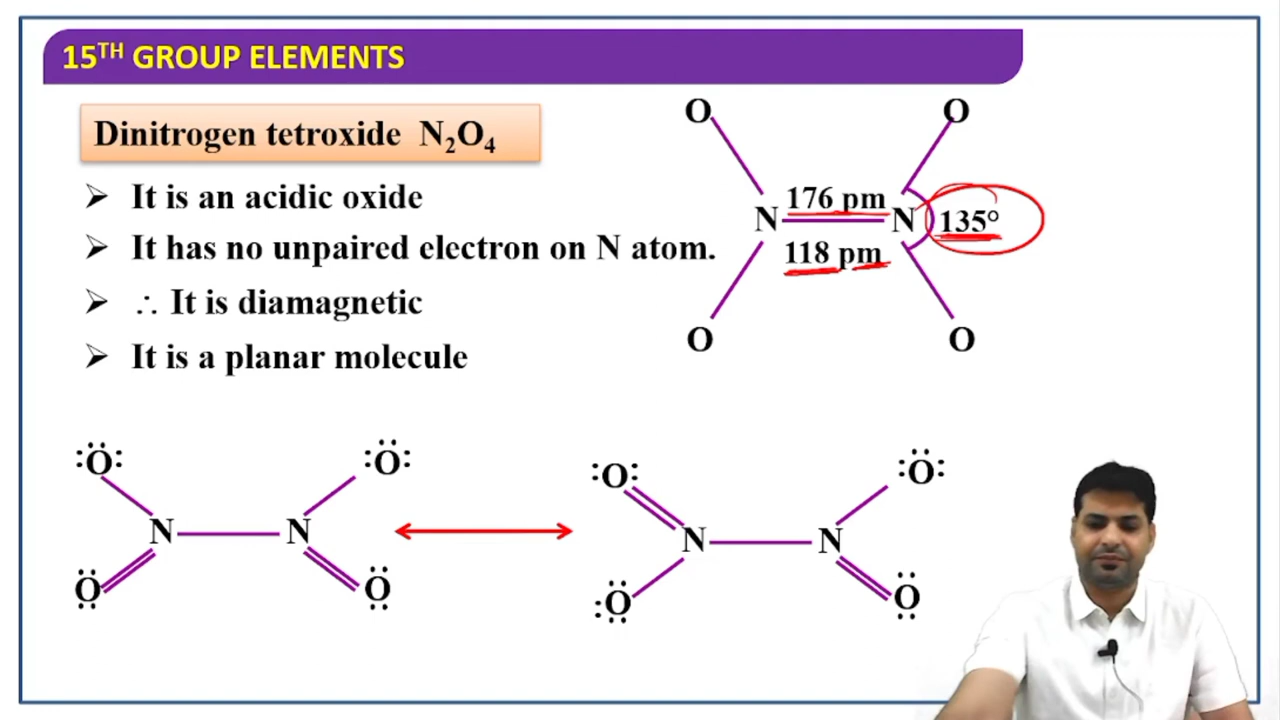 15TH GROUP ELEMENTS
Dinitrogen tetroxide N₂O₄
➢ It is an acidic oxide
➢ It has no unpaired electron on N atom.
➢ ∴ It is diamagnetic
➢ It is a planar molecule
O O
176 pm
N N 135°
118 pm
O O
:Ö: :Ö:
N N
Ö Ö
:Ö: :Ö:
N N
:Ö Ö